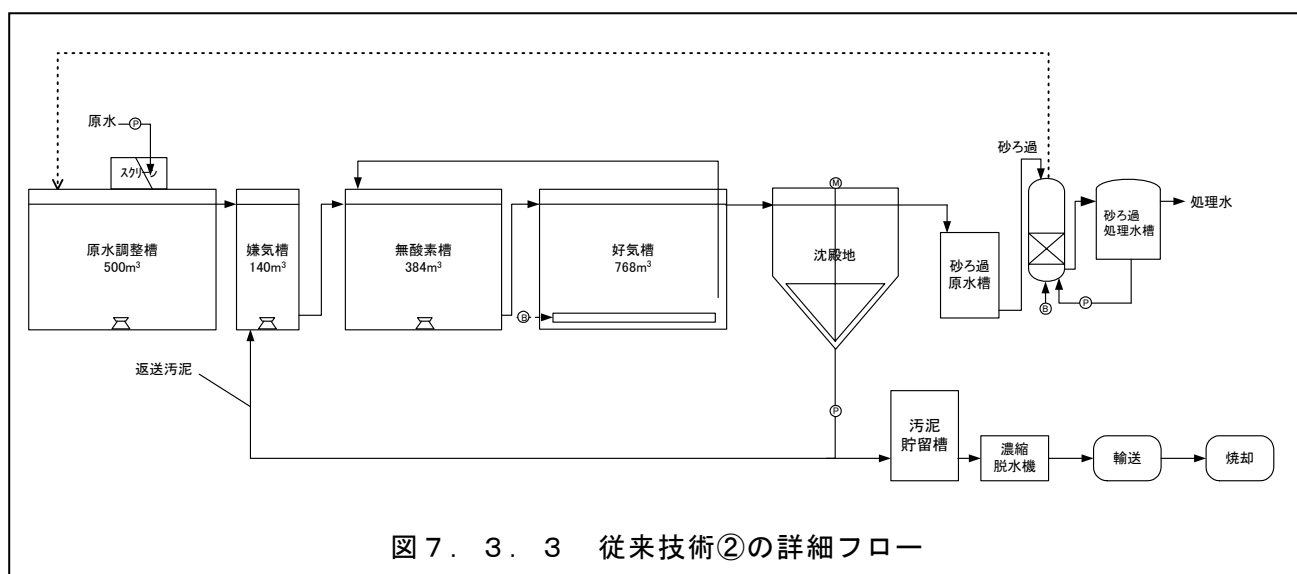 原水
P
スクリーン
砂ろ過
M
原水調整槽
500m³
嫌気槽
140m³
無酸素槽
384m³
好気槽
768m³
沈殿地
砂ろ過
原水槽
砂ろ過
処理水槽
処理水
B
B
P
返送汚泥
P
汚泥
貯留槽
濃縮
脱水機
輸送
焼却
図7.3.3 従来技術②の詳細フロー